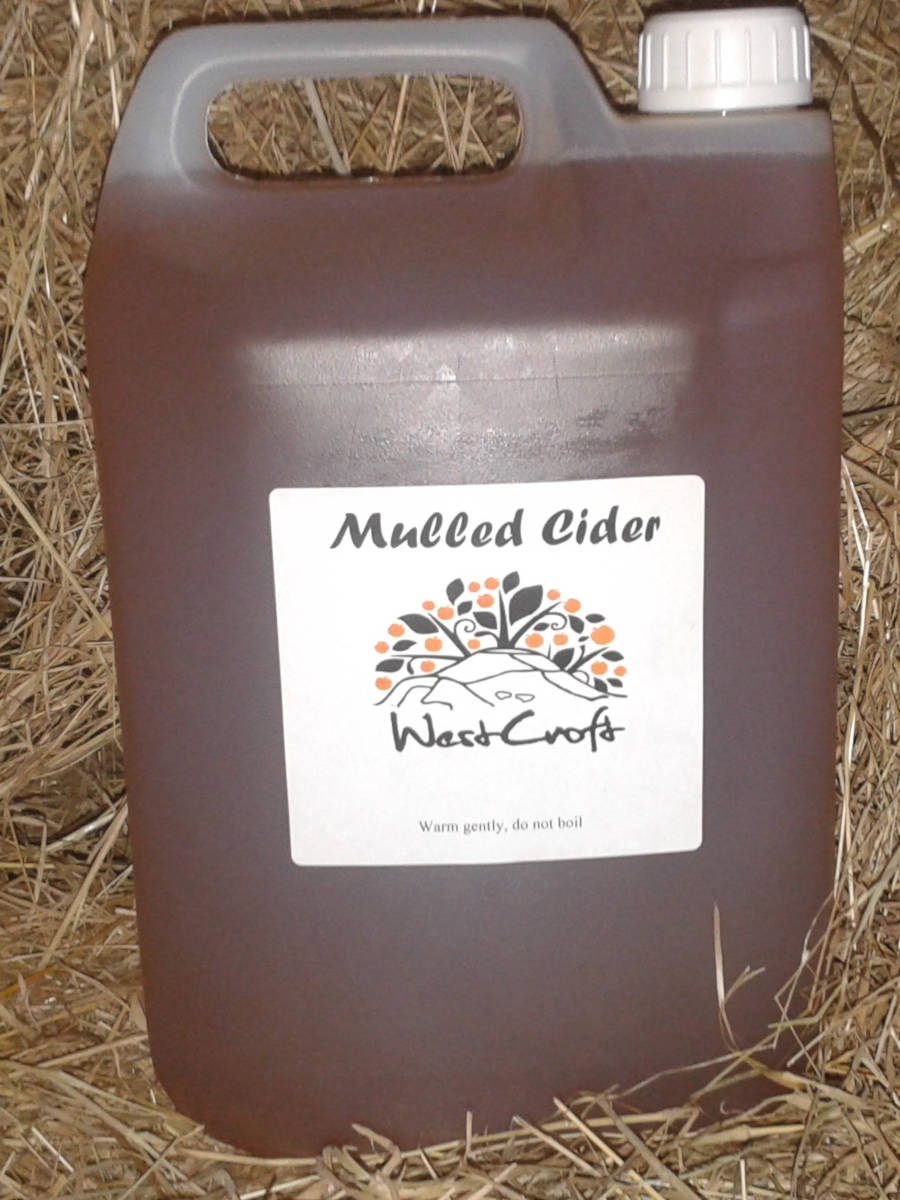 Mulled Cider
WestCroft
Warm gently, do not boil